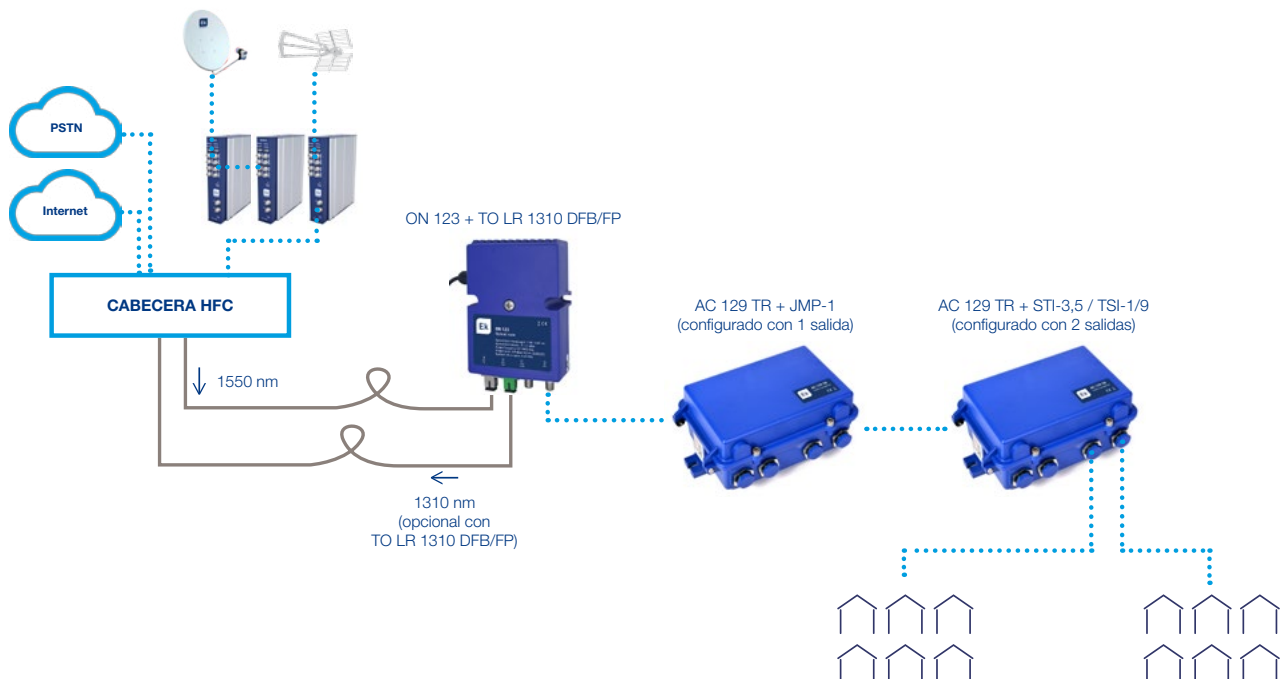 PSTN
Internet
CABECERA HFC
ON 123 + TO LR 1310 DFB/FP
Ek
AC 129 TR + JMP-1
(configurado con 1 salida)
AC 129 TR + STI-3,5 / TSI-1/9
(configurado con 2 salidas)
1550 nm
1310 nm
(opcional con
TO LR 1310 DFB/FP)